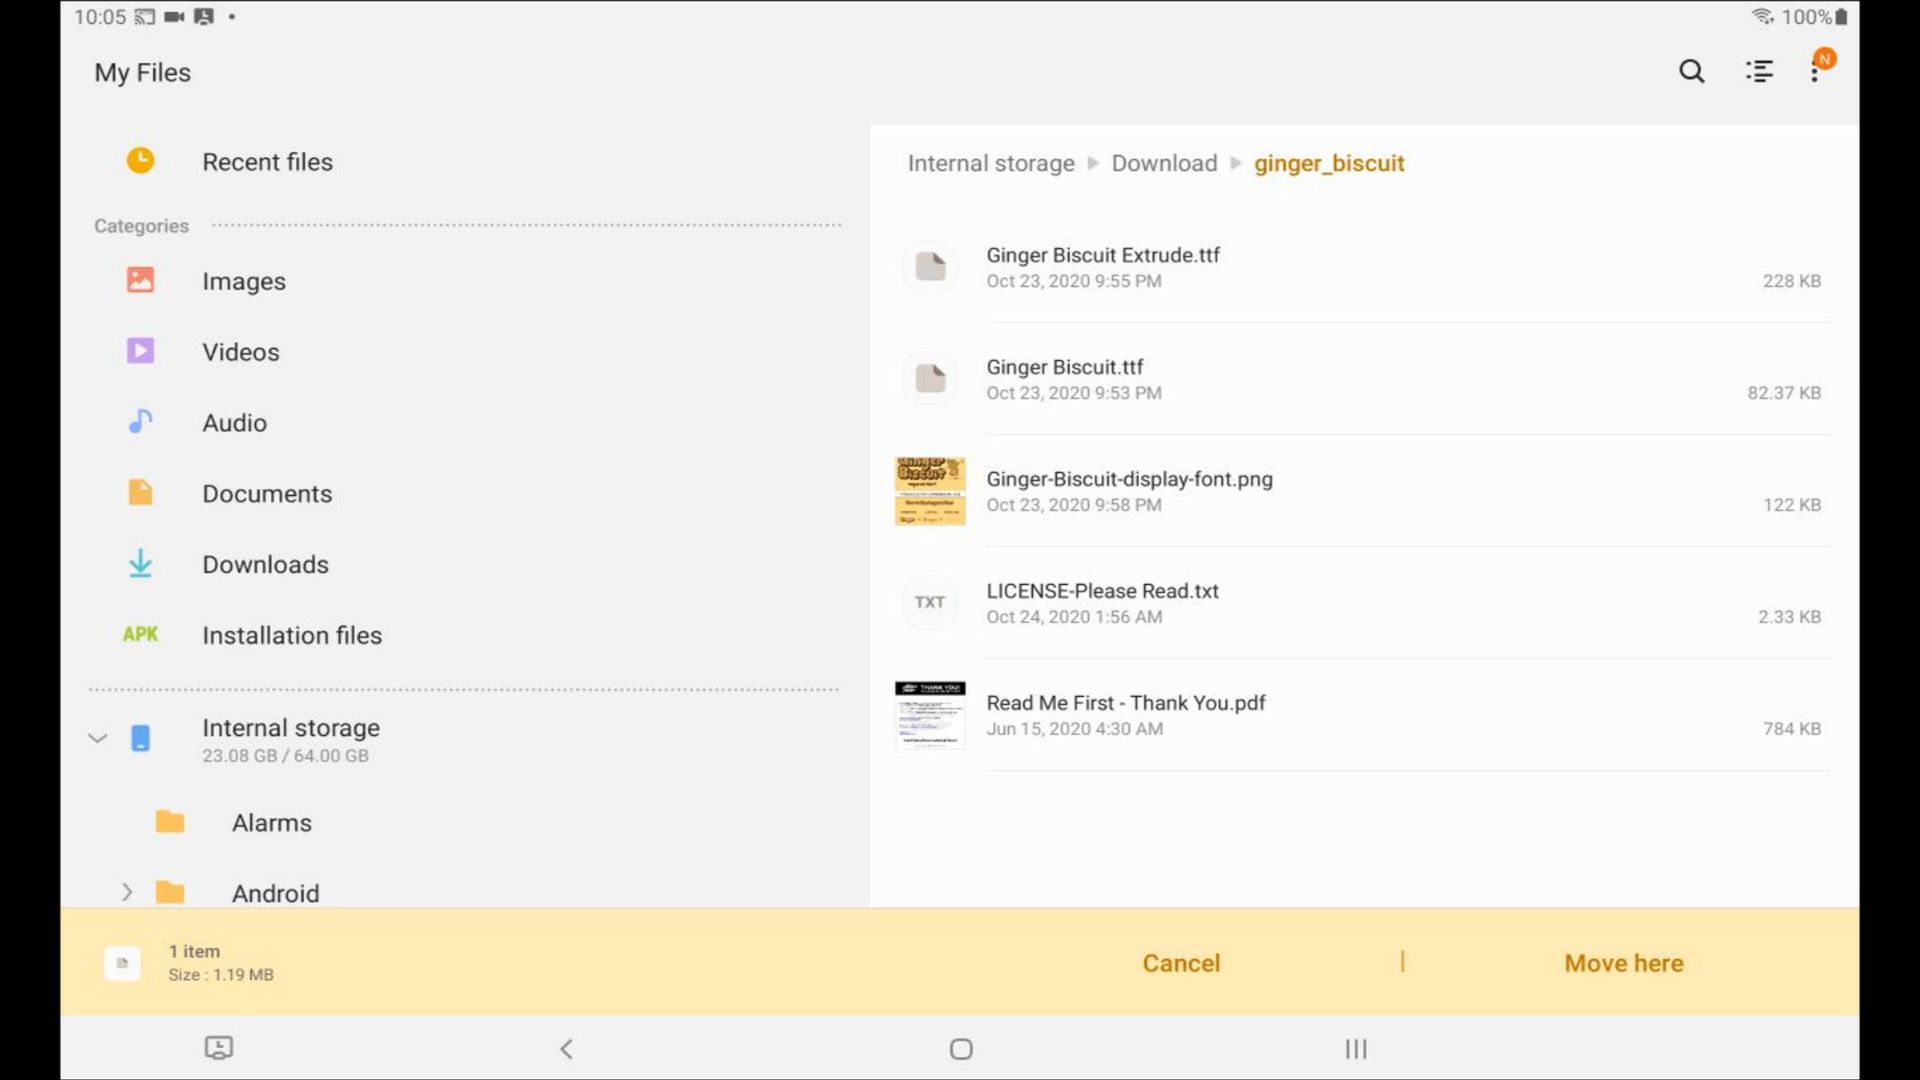 10:05
100%
My Files
N
Recent files
Categories
Images
Videos
Audio
Documents
Downloads
APK Installation files
Internal storage
23.08 GB / 64.00 GB
Alarms
Android
Internal storage Download ginger_biscuit
Ginger Biscuit Extrude.ttf
Oct 23, 2020 9:55 PM 228 KB
Ginger Biscuit.ttf
Oct 23, 2020 9:53 PM 82.37 KB
Ginger Biscuit
Ginger-Biscuit-display-font.png
Oct 23, 2020 9:58 PM 122 KB
TXT
LICENSE-Please Read.txt
Oct 24, 2020 1:56 AM 2.33 KB
THANK YOU!
Read Me First - Thank You.pdf
Jun 15, 2020 4:30 AM 784 KB
1 item
Size : 1.19 MB
Cancel
Move here